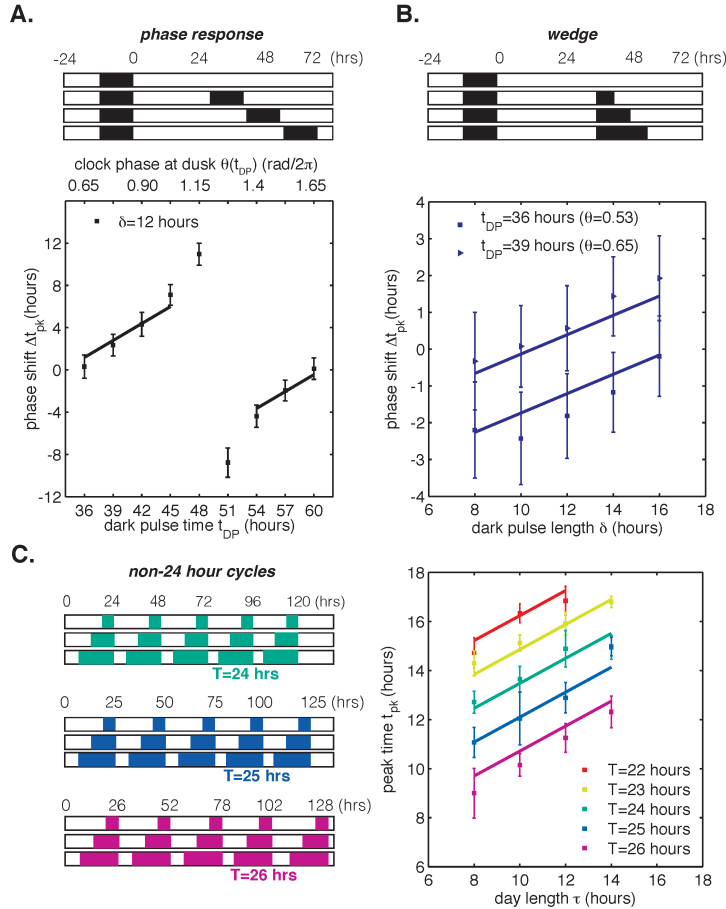 A.
phase response
-24 0 24 48 72 (hrs)
clock phase at dusk θ(tDP) (rad/2π)
0.65 0.90 1.15 1.4 1.65
δ=12 hours
phase shift Δtpk(hours)
12
8
4
0
-4
-8
-12
36 39 42 45 48 51 54 57 60
dark pulse time tDP (hours)
B.
wedge
-24 0 24 48 72 (hrs)
tDP=36 hours (θ=0.53)
tDP=39 hours (θ=0.65)
phase shift Δtpk(hours)
4
3
2
1
0
-1
-2
-3
-4
6 8 10 12 14 16 18
dark pulse length δ (hours)
C.
non-24 hour cycles
0 24 48 72 96 120 (hrs)
T=24 hrs
0 25 50 75 100 125 (hrs)
T=25 hrs
0 26 52 78 102 128 (hrs)
T=26 hrs
peak time tpk (hours)
18
16
14
12
10
8
6
T=22 hours
T=23 hours
T=24 hours
T=25 hours
T=26 hours
6 8 10 12 14 16 18
day length τ (hours)